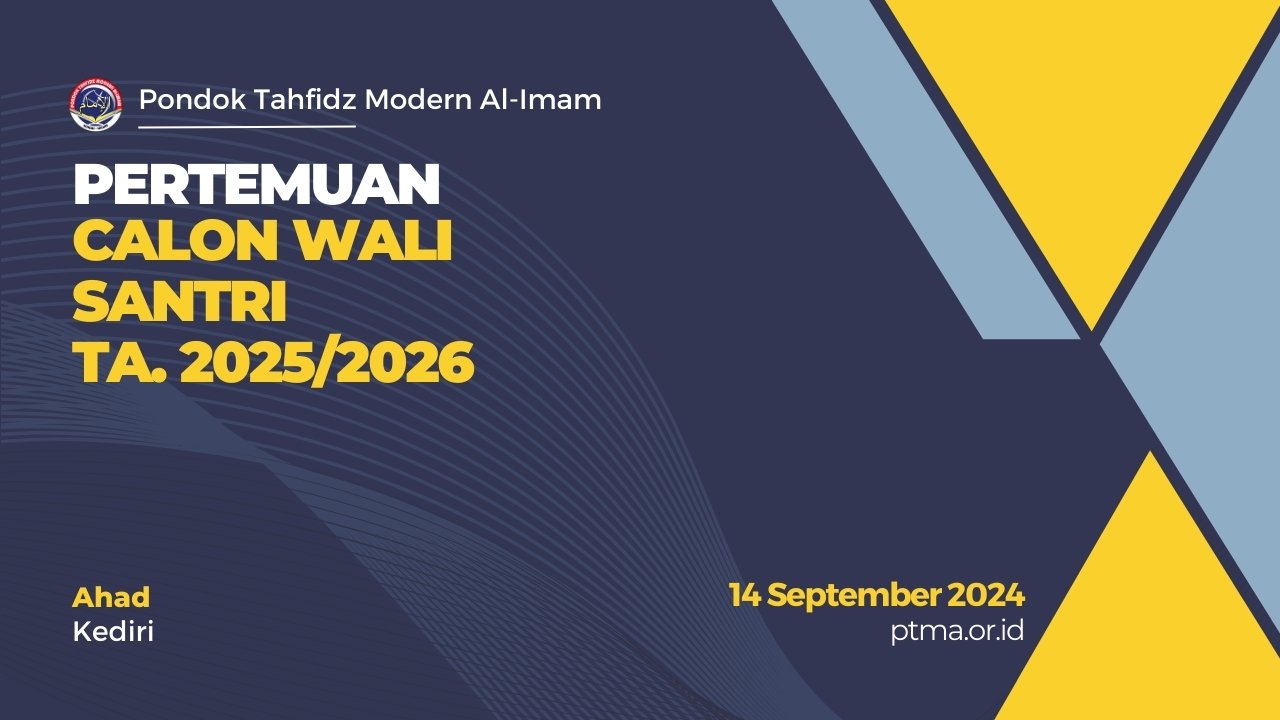 Pondok Tahfidz Modern Al-Imam
PERTEMUAN
CALON WALI
SANTRI
TA. 2025/2026
Ahad
Kediri
14 September 2024
ptma.or.id